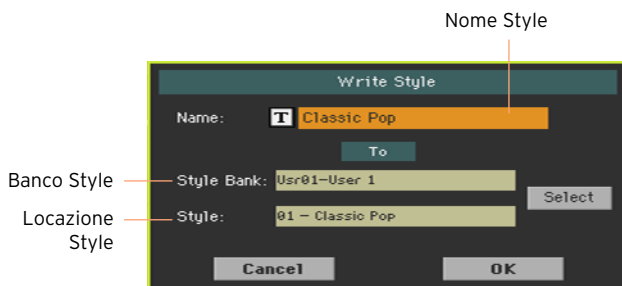 Nome Style
Write Style
Name: T Classic Pop
To
Banco Style
Style Bank: Usr01-User 1
Select
Locazione
Style
Style: 01 - Classic Pop
Cancel OK